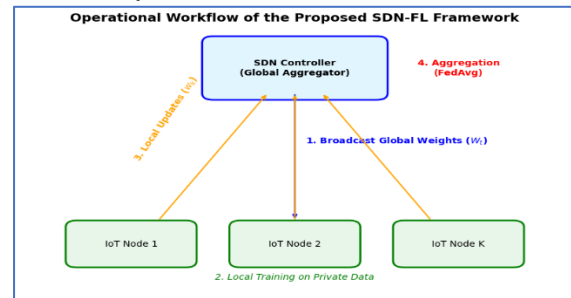 Operational Workflow of the Proposed SDN-FL Framework
SDN Controller
(Global Aggregator)
4. Aggregation
(FedAvg)
3. Local Updates (wₖ)
1. Broadcast Global Weights (Wₜ)
IoT Node 1
IoT Node 2
IoT Node K
2. Local Training on Private Data